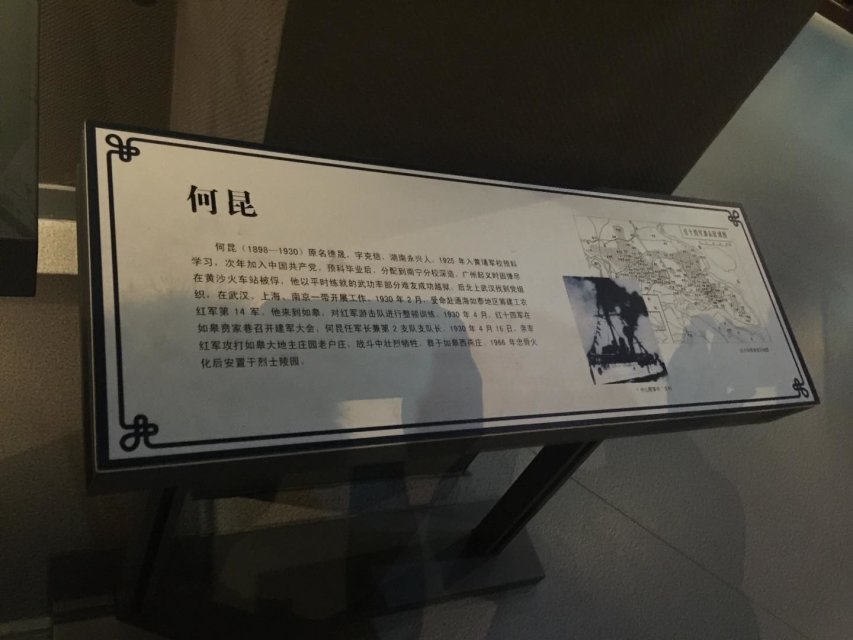 何昆
何昆（1898—1930）原名德晟，字克信，湖南永兴人，1925 年入黄埔军校预科
学习，次年加入中国共产党，预科毕业后，分配到南宁分校深造，广州起义时因潜尽
在黄沙火车站被俘，他以平时练就的武功率部分难友成功越狱，后北上武汉找到党组
织，在武汉、上海、南京一带开展工作。1930 年 2 月，受命赴通海如泰地区筹建工农
红军第 14 军，他来到如皋，对红军游击队进行整顿训练。1930 年 4 月，红十四军在
如皋贲家巷召开建军大会，何昆任军长兼第 2 支队支队长。1930 年 4 月 16 日，
红军攻打如皋大地主庄园老户庄，战斗中壮烈牺牲，葬于如皋西燕庄。1966 年忠骨火
化后安置于烈士陵园。